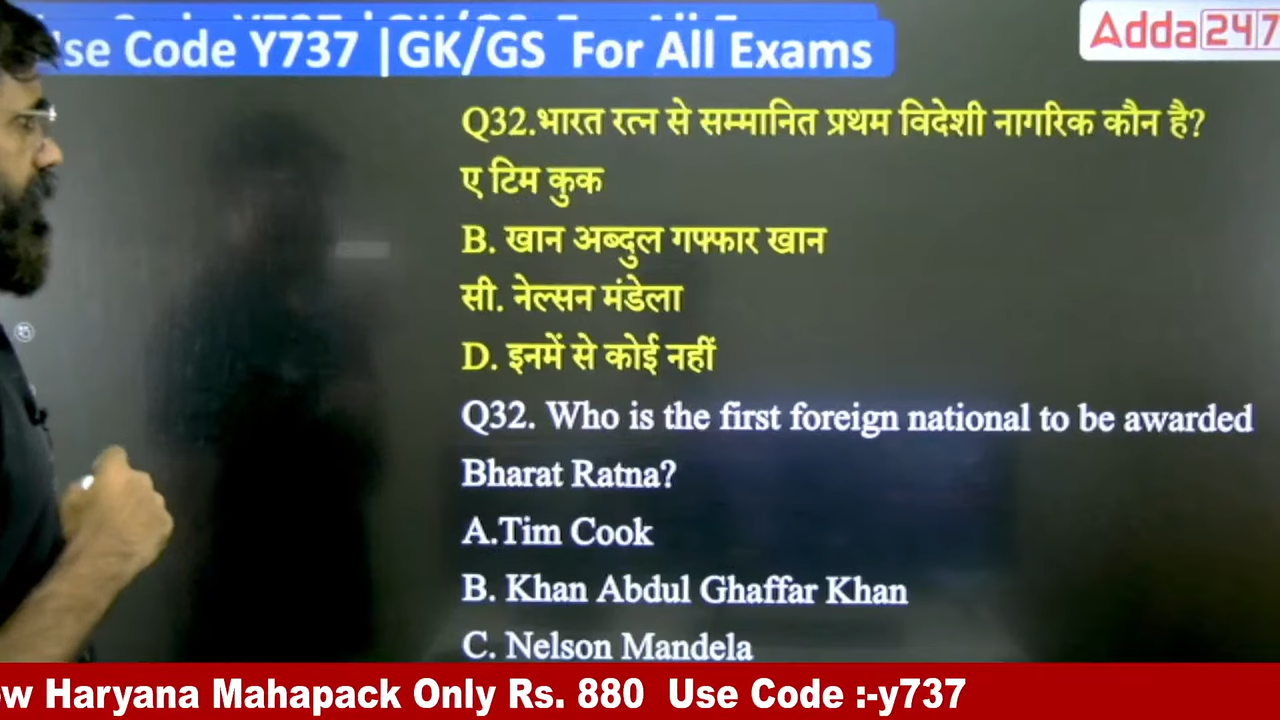 se Code Y737 |GK/GS For All Exams
Adda247
Q32.भारत रत्न से सम्मानित प्रथम विदेशी नागरिक कौन है?
ए टिम कुक
B. खान अब्दुल गफ्फार खान
सी. नेल्सन मंडेला
D. इनमें से कोई नहीं
Q32. Who is the first foreign national to be awarded
Bharat Ratna?
A.Tim Cook
B. Khan Abdul Ghaffar Khan
C. Nelson Mandela
ow Haryana Mahapack Only Rs. 880 Use Code :-y737